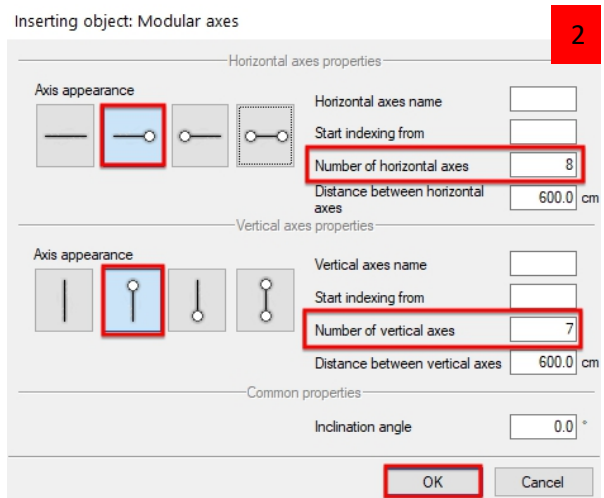 Inserting object: Modular axes
2
Horizontal axes properties
Axis appearance
Horizontal axes name
Start indexing from
Number of horizontal axes 8
Distance between horizontal
axes 600.0 cm
Vertical axes properties
Axis appearance
Vertical axes name
Start indexing from
Number of vertical axes 7
Distance between vertical axes 600.0 cm
Common properties
Inclination angle 0.0 °
OK Cancel